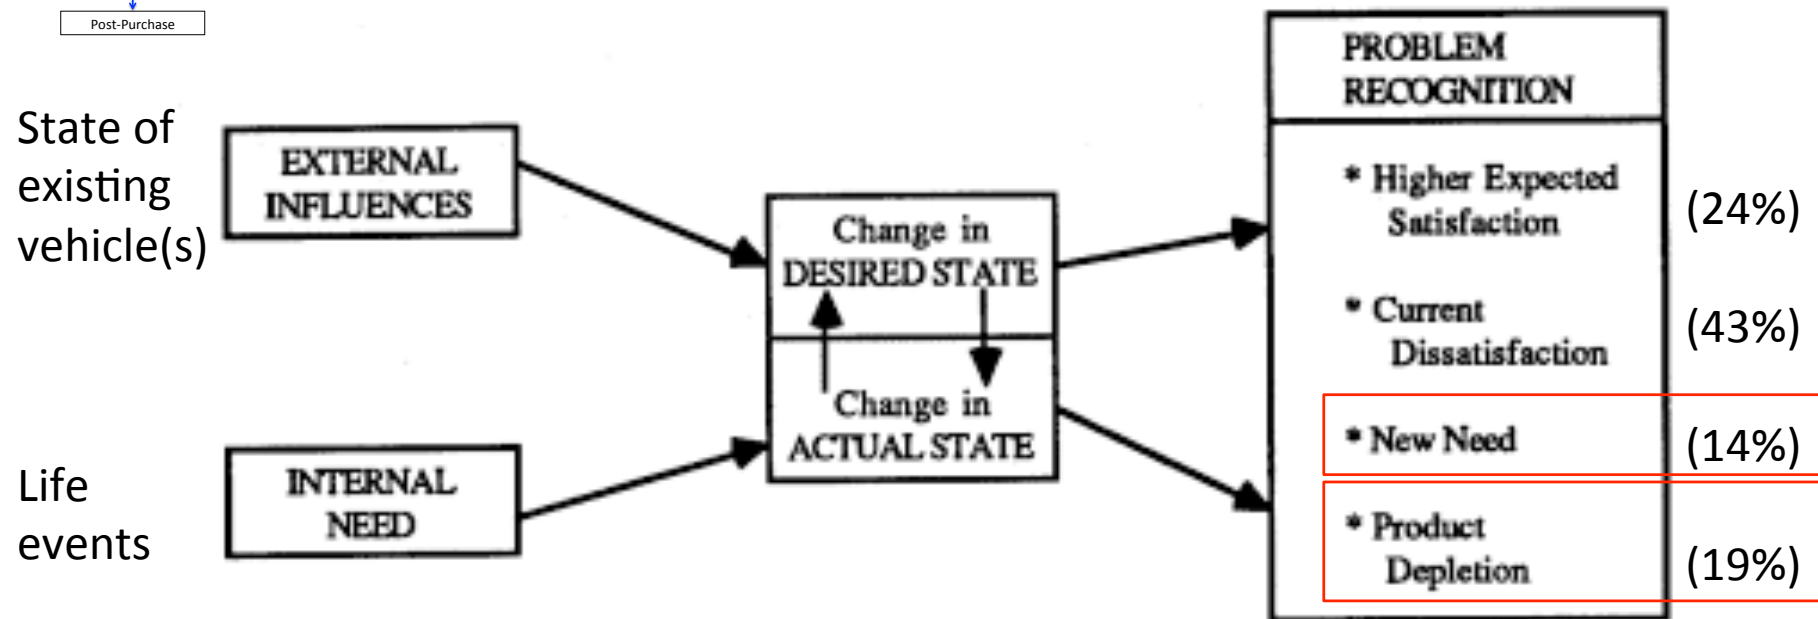 Post-Purchase
State of
existing
vehicle(s)
EXTERNAL
INFLUENCES
Life
events
INTERNAL
NEED
Change in
DESIRED STATE
Change in
ACTUAL STATE
PROBLEM
RECOGNITION
* Higher Expected
Satisfaction
(24%)
* Current
Dissatisfaction
(43%)
* New Need
(14%)
* Product
Depletion
(19%)